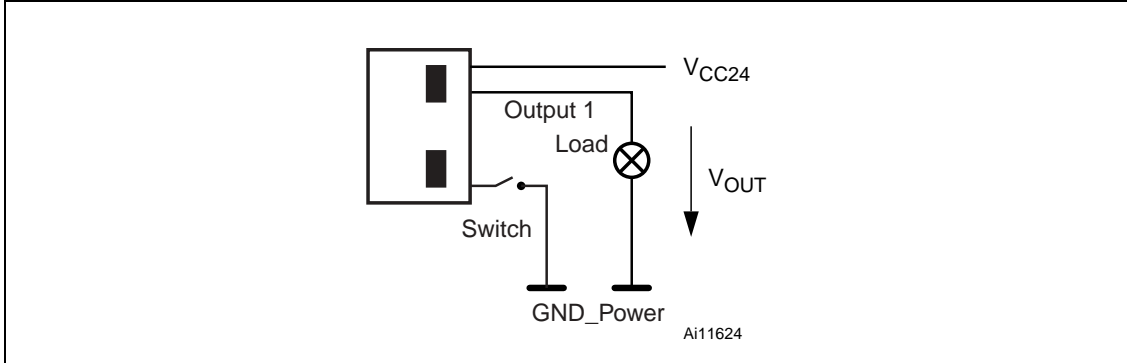 VCC24
Output 1
Load
VOUT
Switch
GND_Power
Ai11624